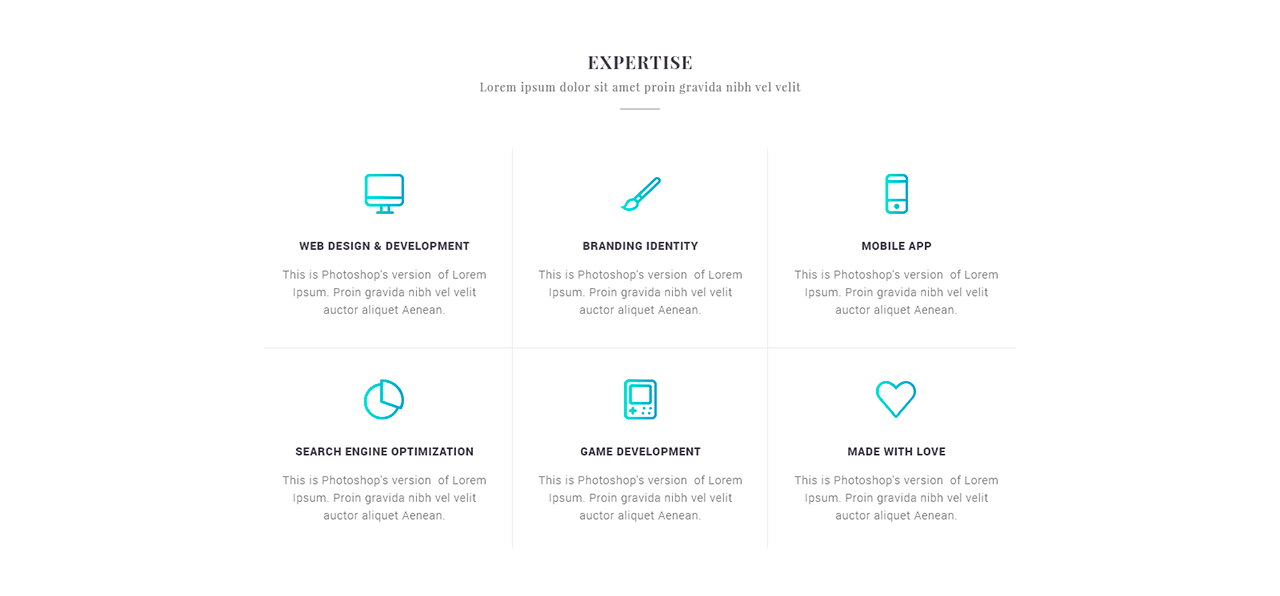 EXPERTISE
Lorem ipsum dolor sit amet proin gravida nibh vel velit
WEB DESIGN & DEVELOPMENT
This is Photoshop's version  of Lorem
Ipsum. Proin gravida nibh vel velit
auctor aliquet Aenean.
BRANDING IDENTITY
This is Photoshop's version  of Lorem
Ipsum. Proin gravida nibh vel velit
auctor aliquet Aenean.
MOBILE APP
This is Photoshop's version  of Lorem
Ipsum. Proin gravida nibh vel velit
auctor aliquet Aenean.
SEARCH ENGINE OPTIMIZATION
This is Photoshop's version  of Lorem
Ipsum. Proin gravida nibh vel velit
auctor aliquet Aenean.
GAME DEVELOPMENT
This is Photoshop's version  of Lorem
Ipsum. Proin gravida nibh vel velit
auctor aliquet Aenean.
MADE WITH LOVE
This is Photoshop's version  of Lorem
Ipsum. Proin gravida nibh vel velit
auctor aliquet Aenean.